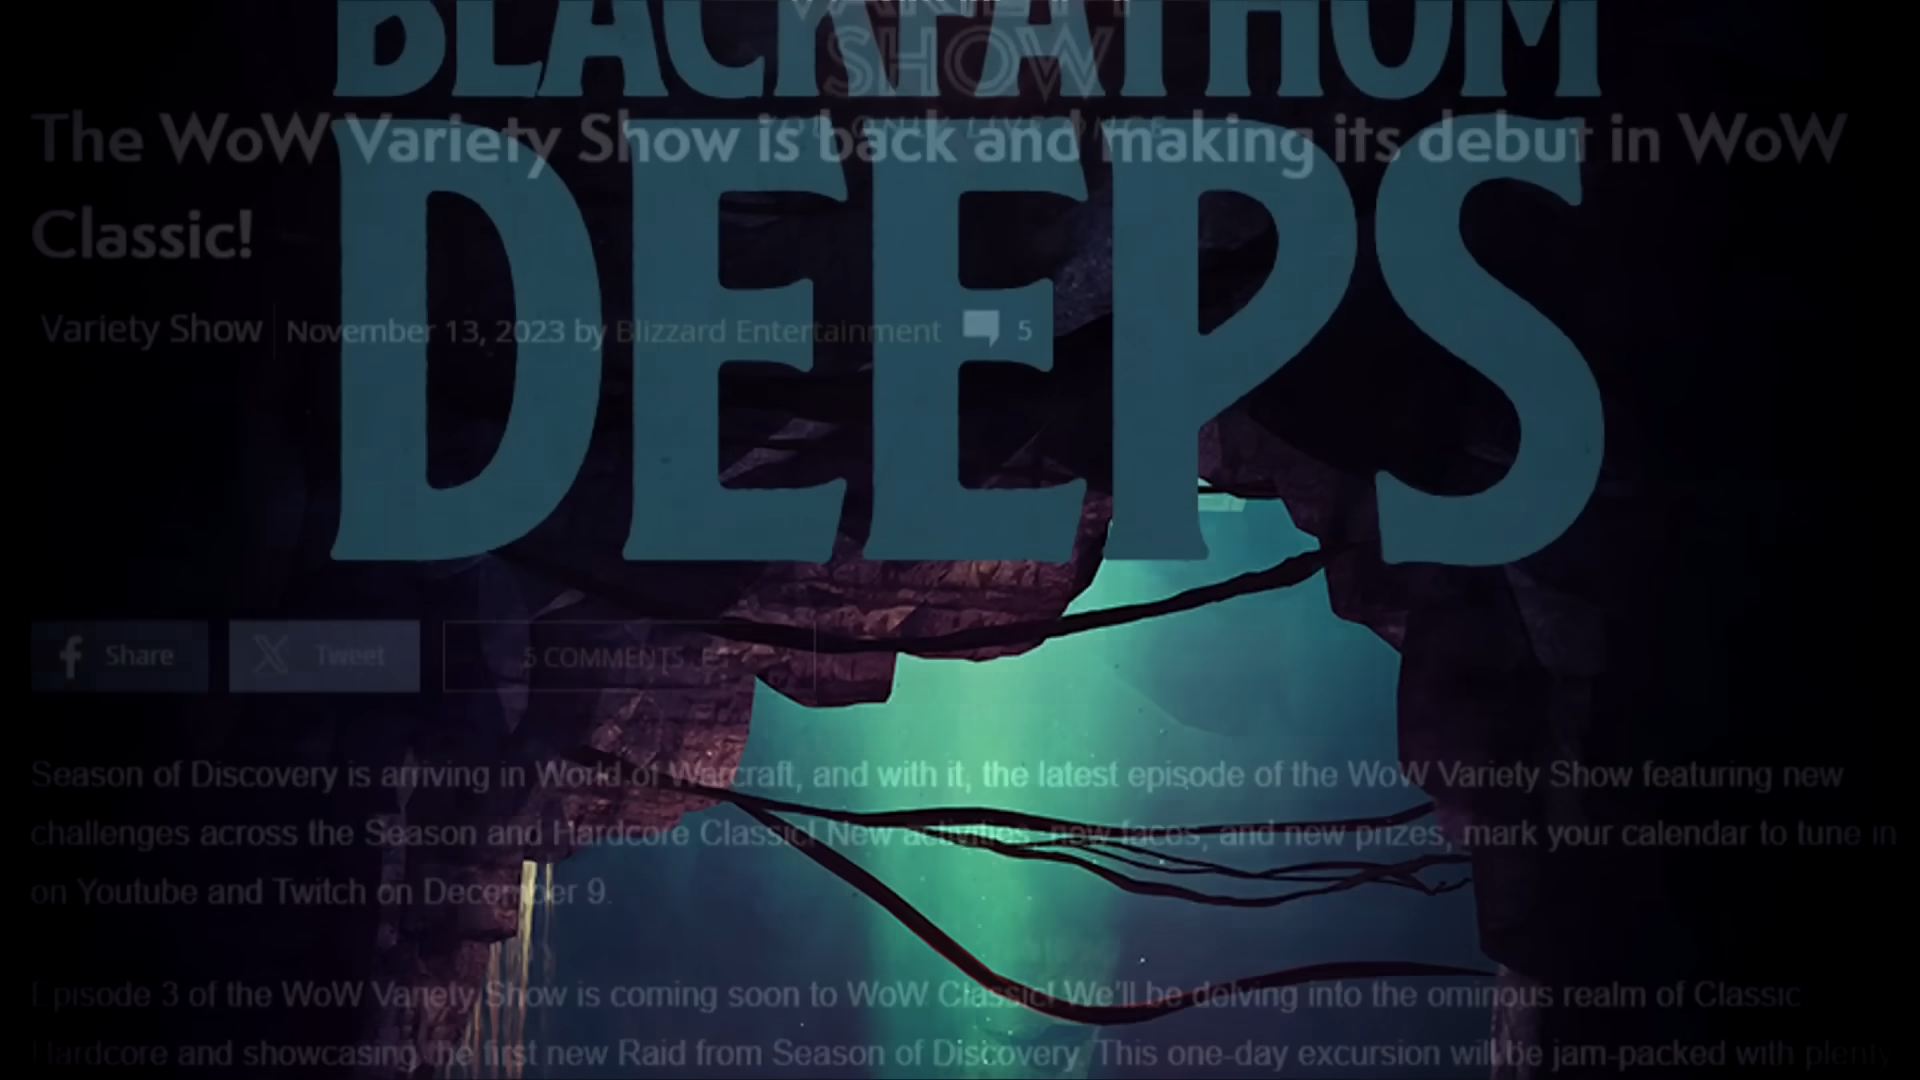 BLACKFATHOM
SHOW
DEEPS
The WoW Variety Show is back and making its debut in WoW
Classic!
Variety Show November 13, 2023 by Blizzard Entertainment 5
Share Tweet 5 COMMENTS
Season of Discovery is arriving in World of Warcraft, and with it, the latest episode of the WoW Variety Show featuring new
challenges across the Season and Hardcore Classic! New activities, new faces, and new prizes, mark your calendar to tune in
on Youtube and Twitch on December 9.
Episode 3 of the WoW Variety Show is coming soon to WoW Classic! We'll be delving into the ominous realm of Classic
Hardcore and showcasing the first new Raid from Season of Discovery. This one-day excursion will be jam-packed with plenty